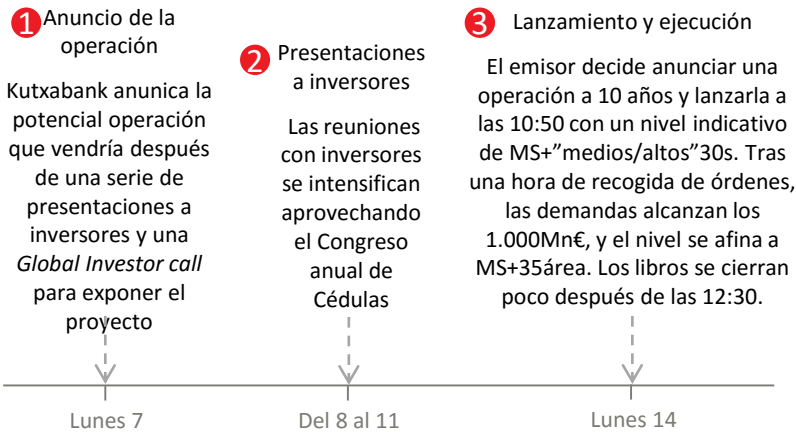 1 Anuncio de la
operación
Kutxabank anunica la
potencial operación
que vendría después
de una serie de
presentaciones a
inversores y una
Global Investor call
para exponer el
proyecto
2 Presentaciones
a inversores
Las reuniones
con inversores
se intensifican
aprovechando
el Congreso
anual de
Cédulas
3 Lanzamiento y ejecución
El emisor decide anunciar una
operación a 10 años y lanzarla a
las 10:50 con un nivel indicativo
de MS+”medios/altos”30s. Tras
una hora de recogida de órdenes,
las demandas alcanzan los
1.000Mn€, y el nivel se afina a
MS+35área. Los libros se cierran
poco después de las 12:30.
Lunes 7
Del 8 al 11
Lunes 14